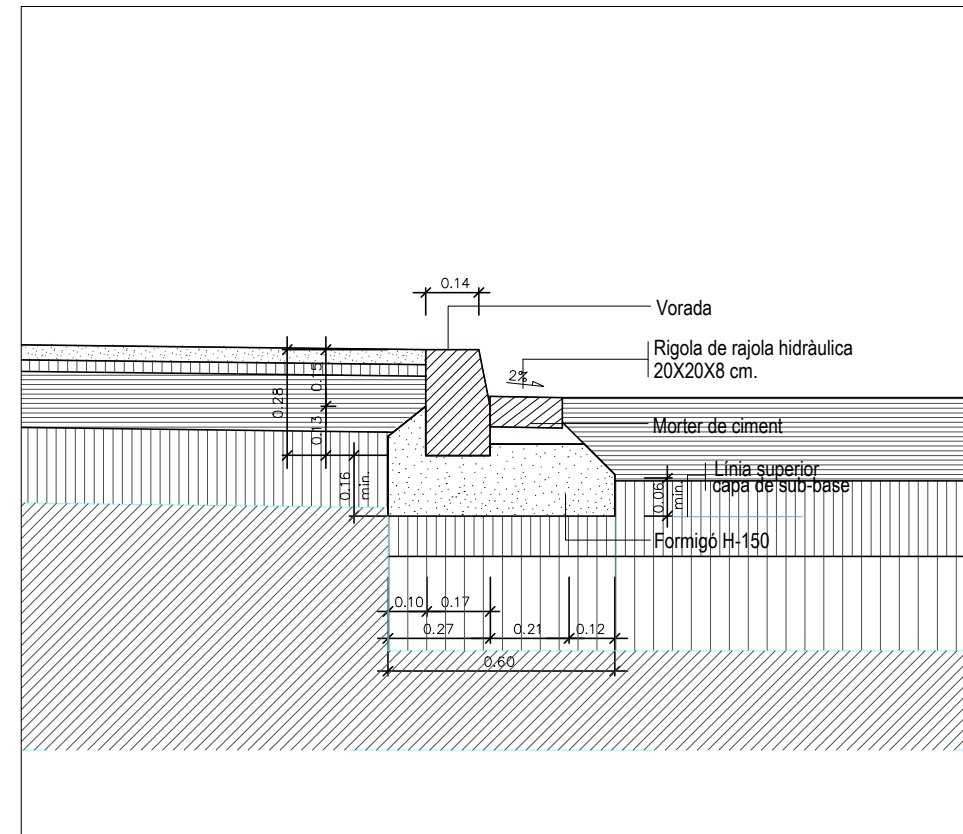 0.14
Vorada
Rigola de rajola hidràulica
20X20X8 cm.
2%
0.15
0.28
0.13
Morter de ciment
0.16
min.
Línia superior
capa de sub-base
0.06
min
Formigó H-150
0.10
0.17
0.27
0.21
0.12
0.60